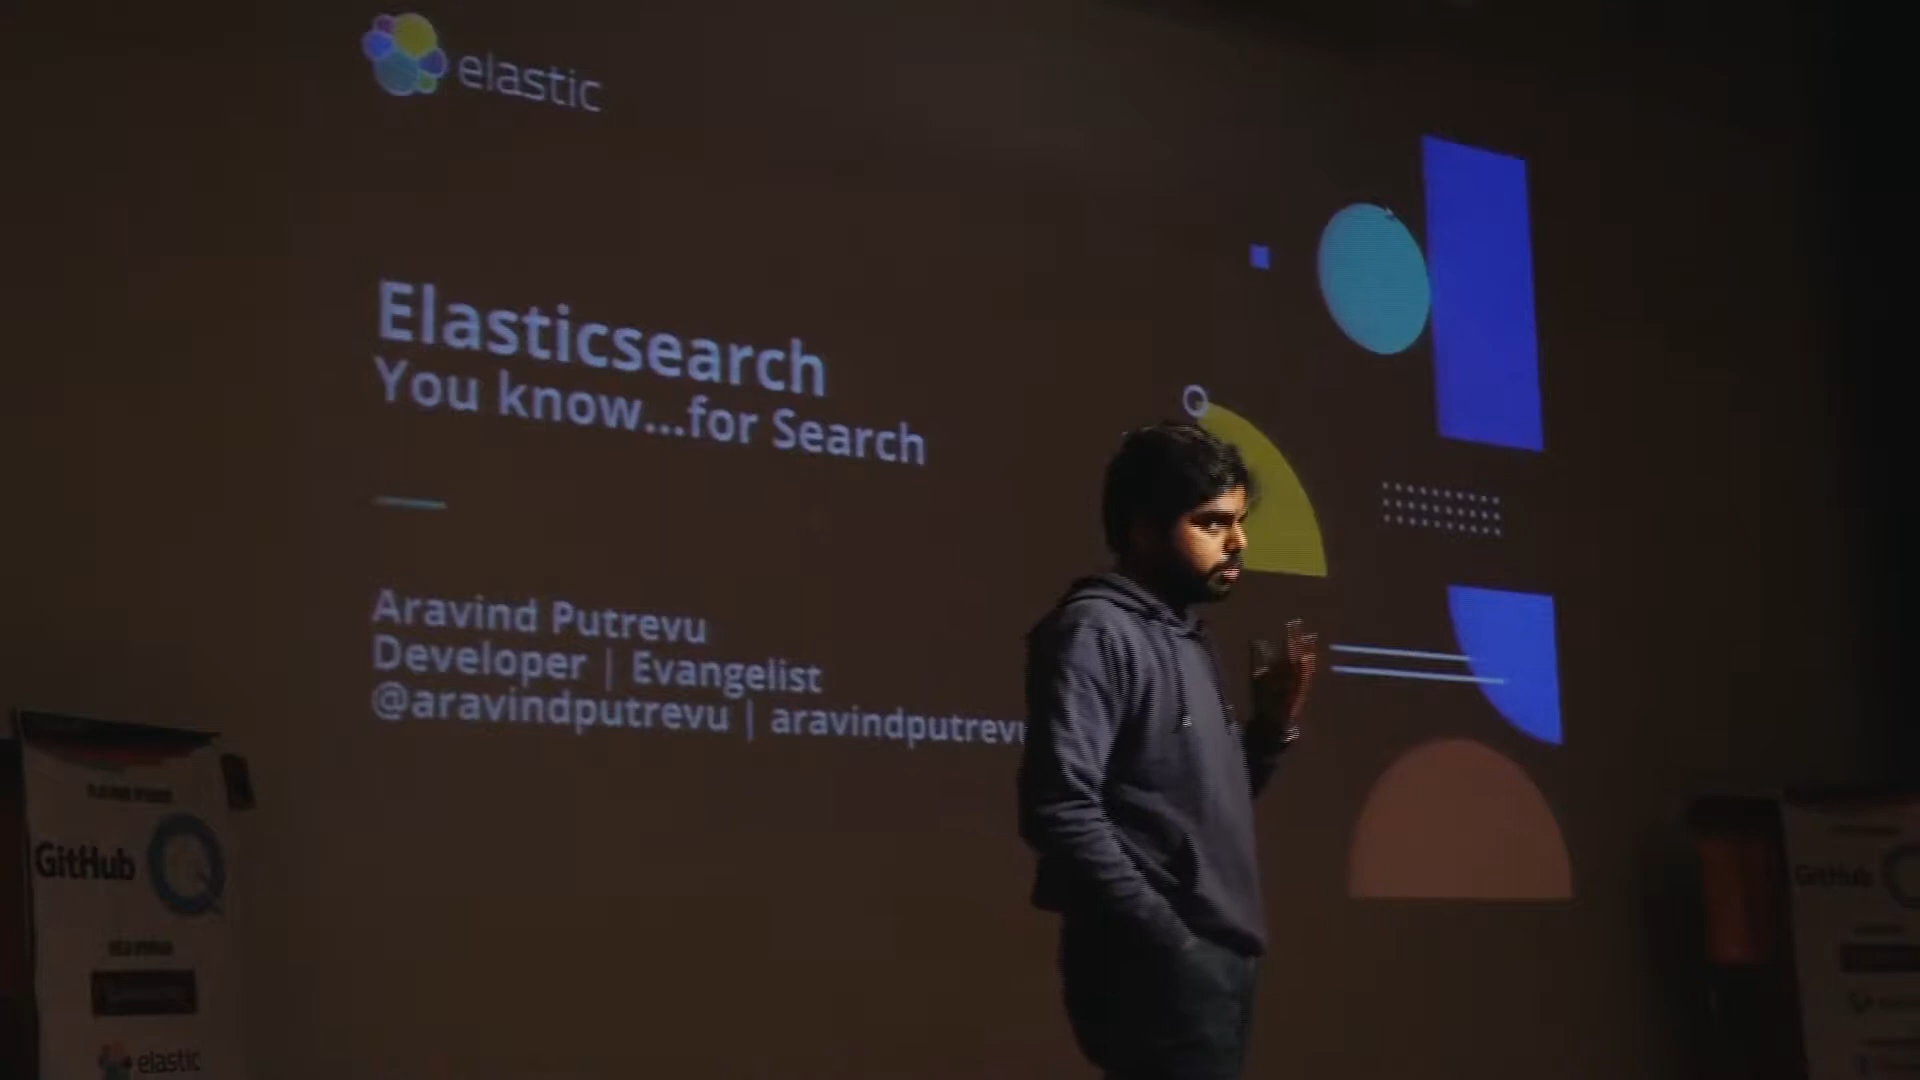 elastic
Elasticsearch
You know...for Search
Aravind Putrevu
Developer | Evangelist
@aravindputrevu | aravindputrevu
GitHub
elastic
GitHub